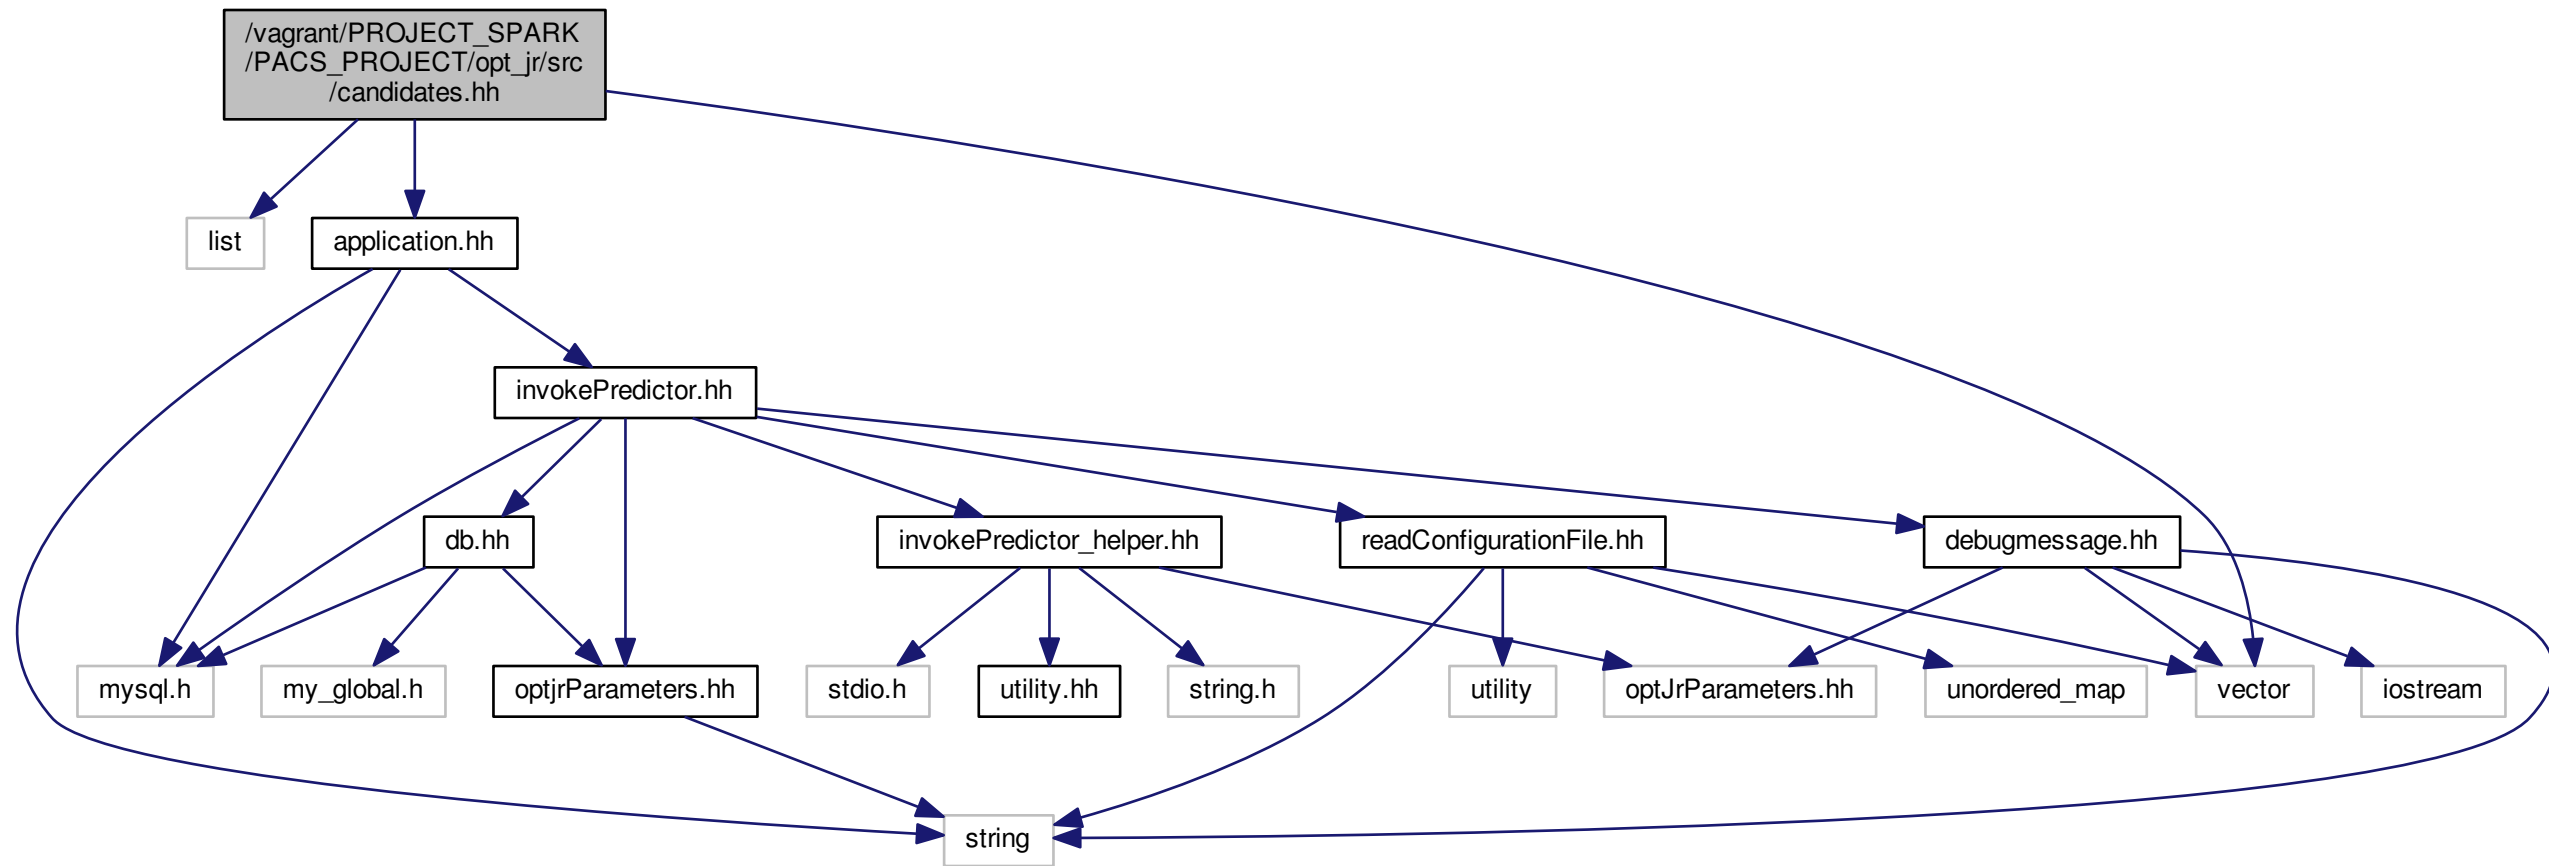 /vagrant/PROJECT_SPARK
/PACS_PROJECT/opt_jr/src
/candidates.hh
list
application.hh
invokePredictor.hh
db.hh
invokePredictor_helper.hh
readConfigurationFile.hh
debugmessage.hh
mysql.h
my_global.h
optjrParameters.hh
stdio.h
utility.hh
string.h
utility
optJrParameters.hh
unordered_map
vector
iostream
string